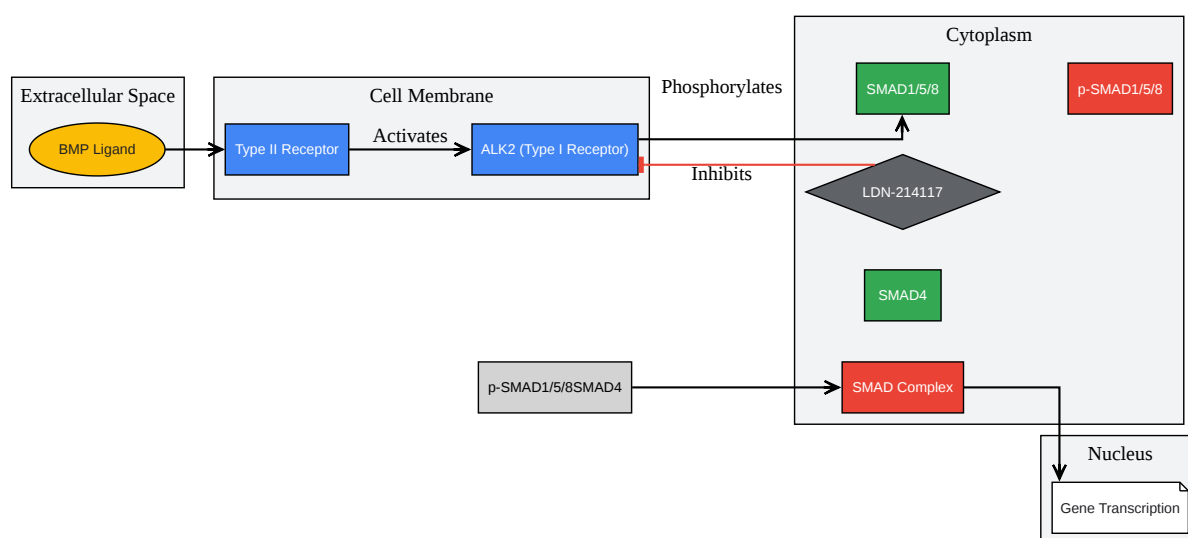 Cytoplasm
Extracellular Space
Cell Membrane
Phosphorylates
SMAD1/5/8
p-SMAD1/5/8
BMP Ligand
Type II Receptor
Activates
ALK2 (Type I Receptor)
Inhibits
LDN-214117
SMAD4
p-SMAD1/5/8SMAD4
SMAD Complex
Nucleus
Gene Transcription